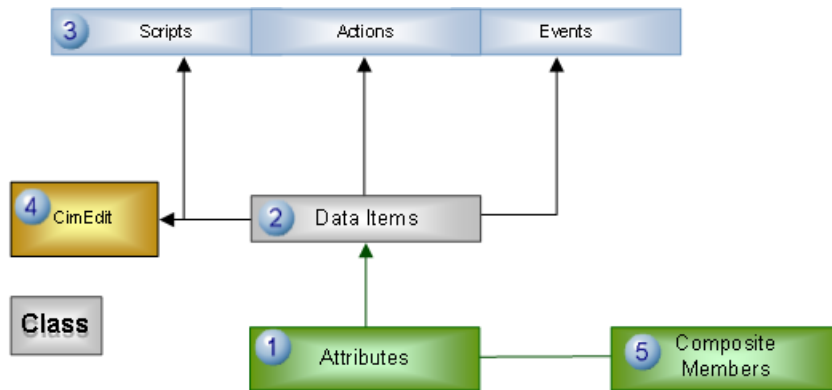 3 Scripts Actions Events
4 CimEdit
2 Data Items
Class
1 Attributes
5 Composite
Members